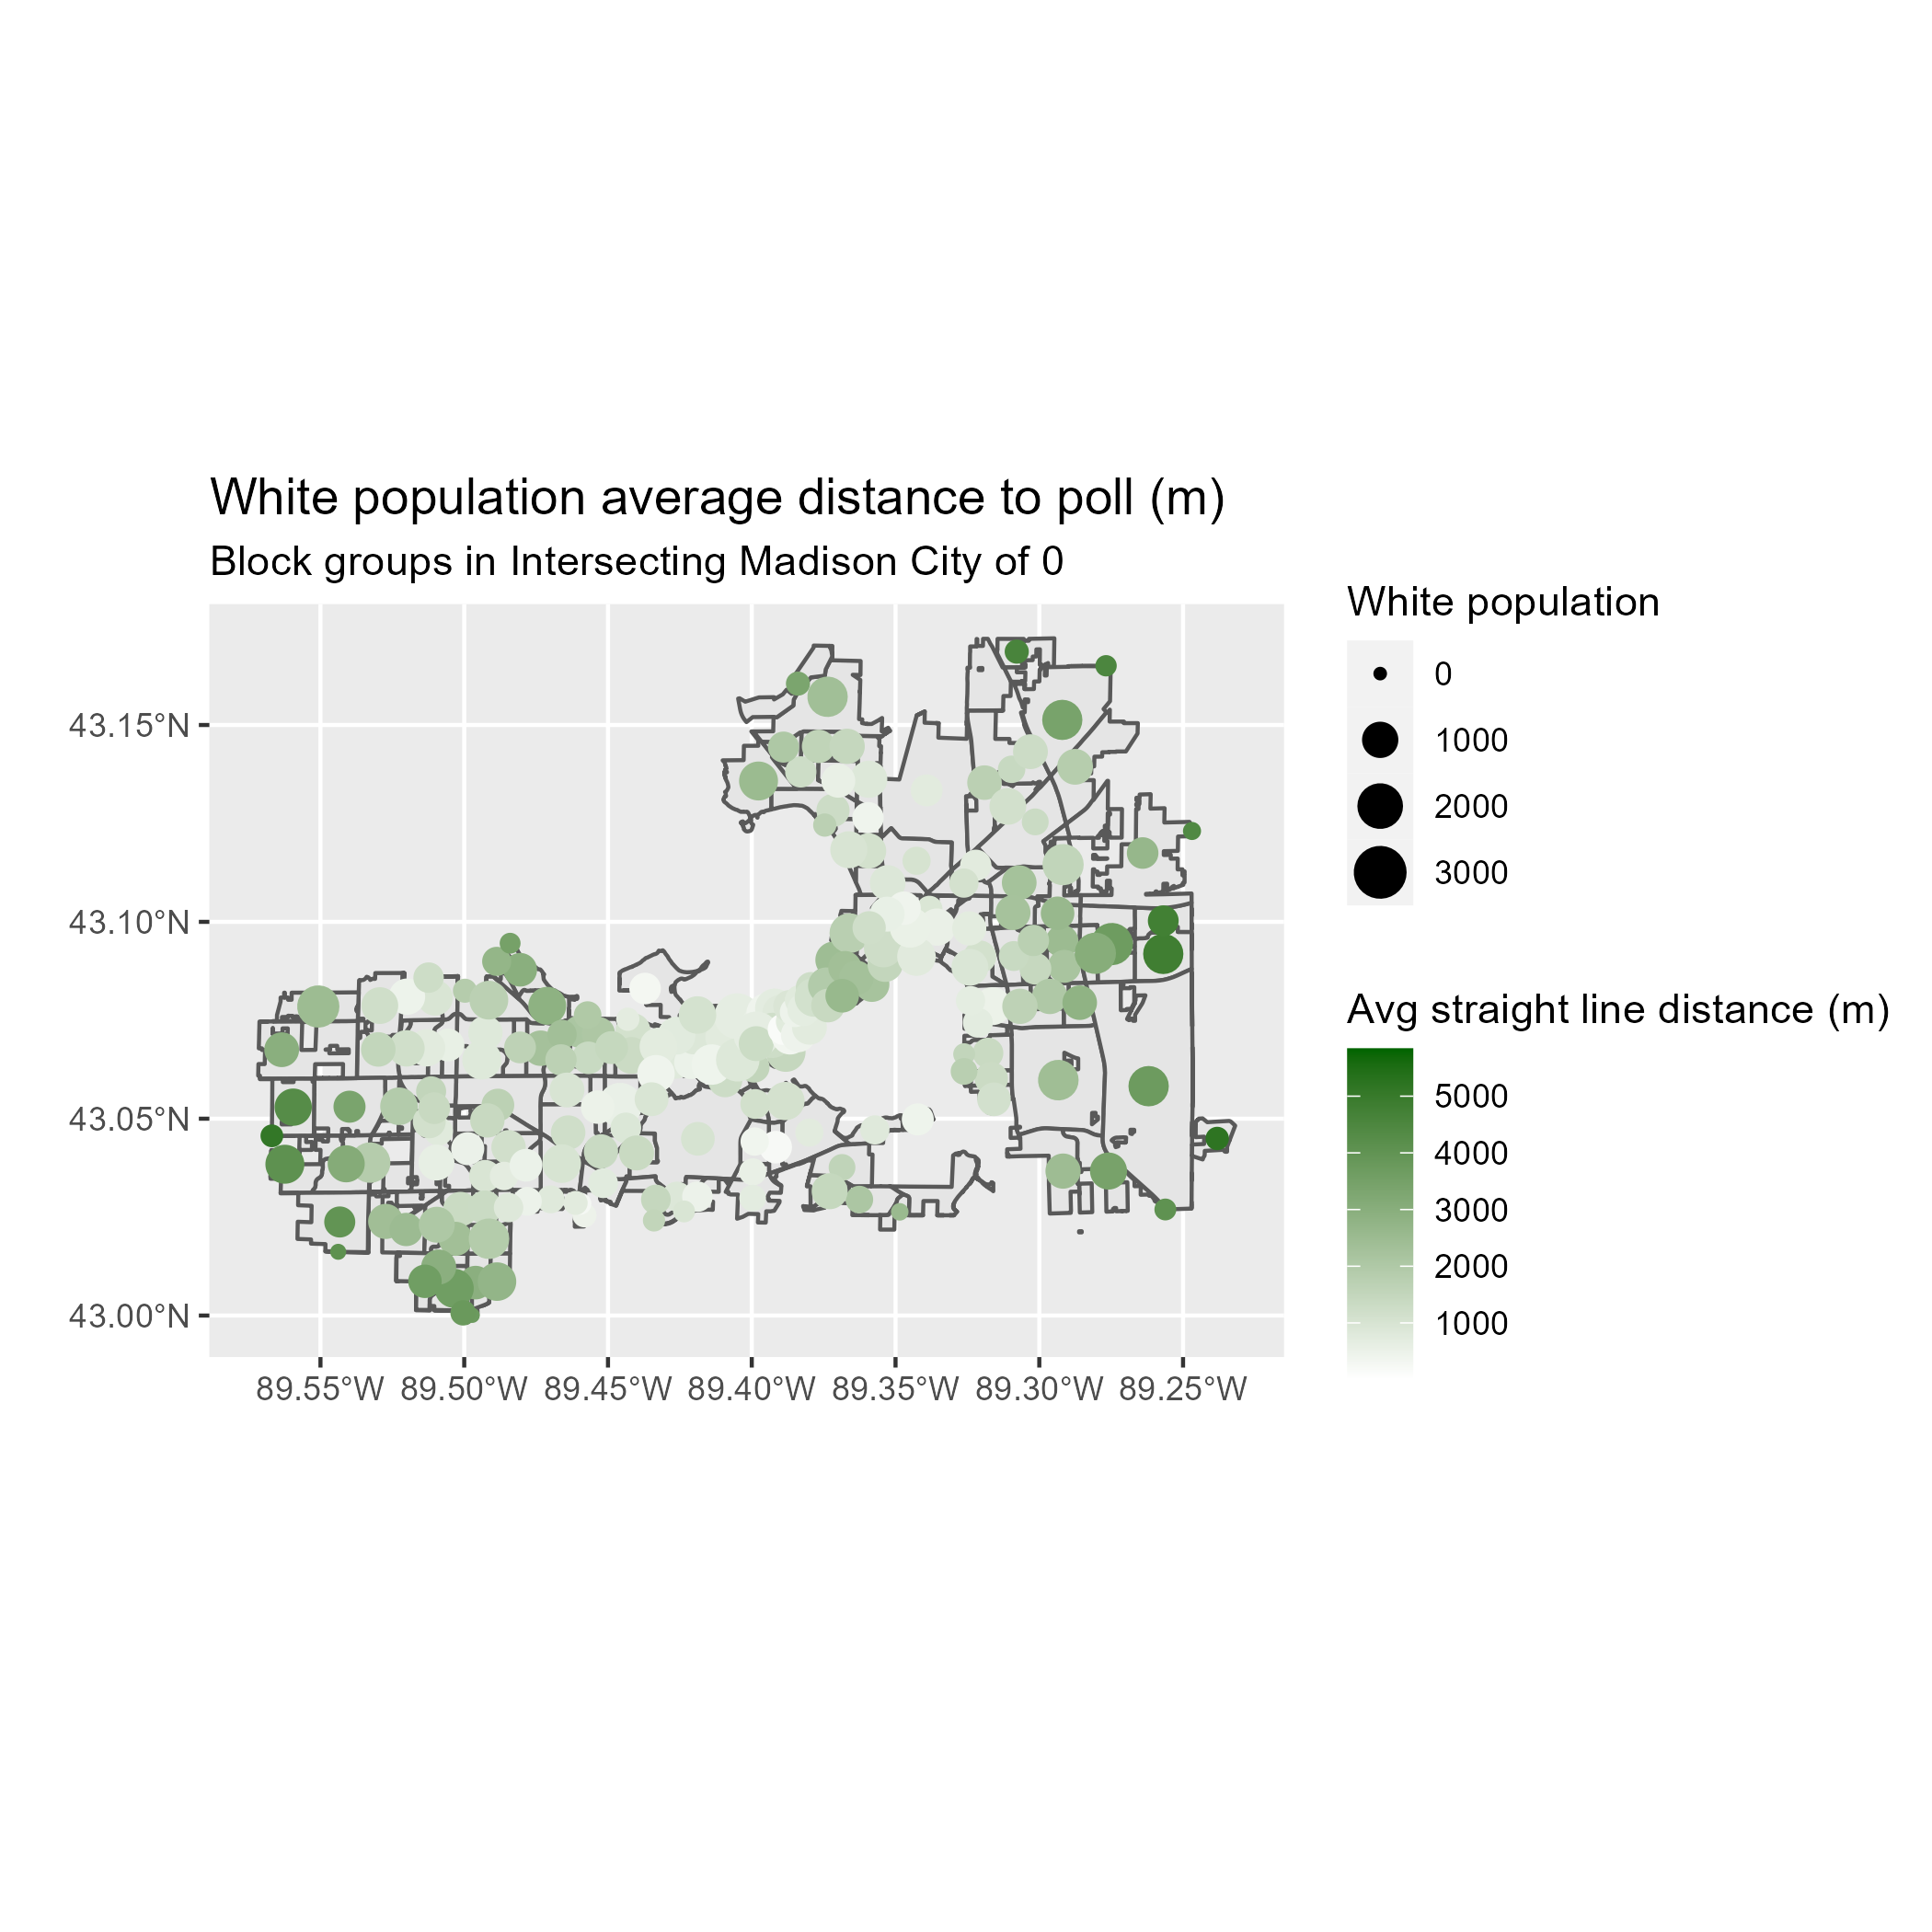 White population average distance to poll (m)
Block groups in Intersecting Madison City of 0
43.15°N
43.10°N
43.05°N
43.00°N
89.55°W 89.50°W 89.45°W 89.40°W 89.35°W 89.30°W 89.25°W
White population
0
1000
2000
3000
Avg straight line distance (m)
5000
4000
3000
2000
1000